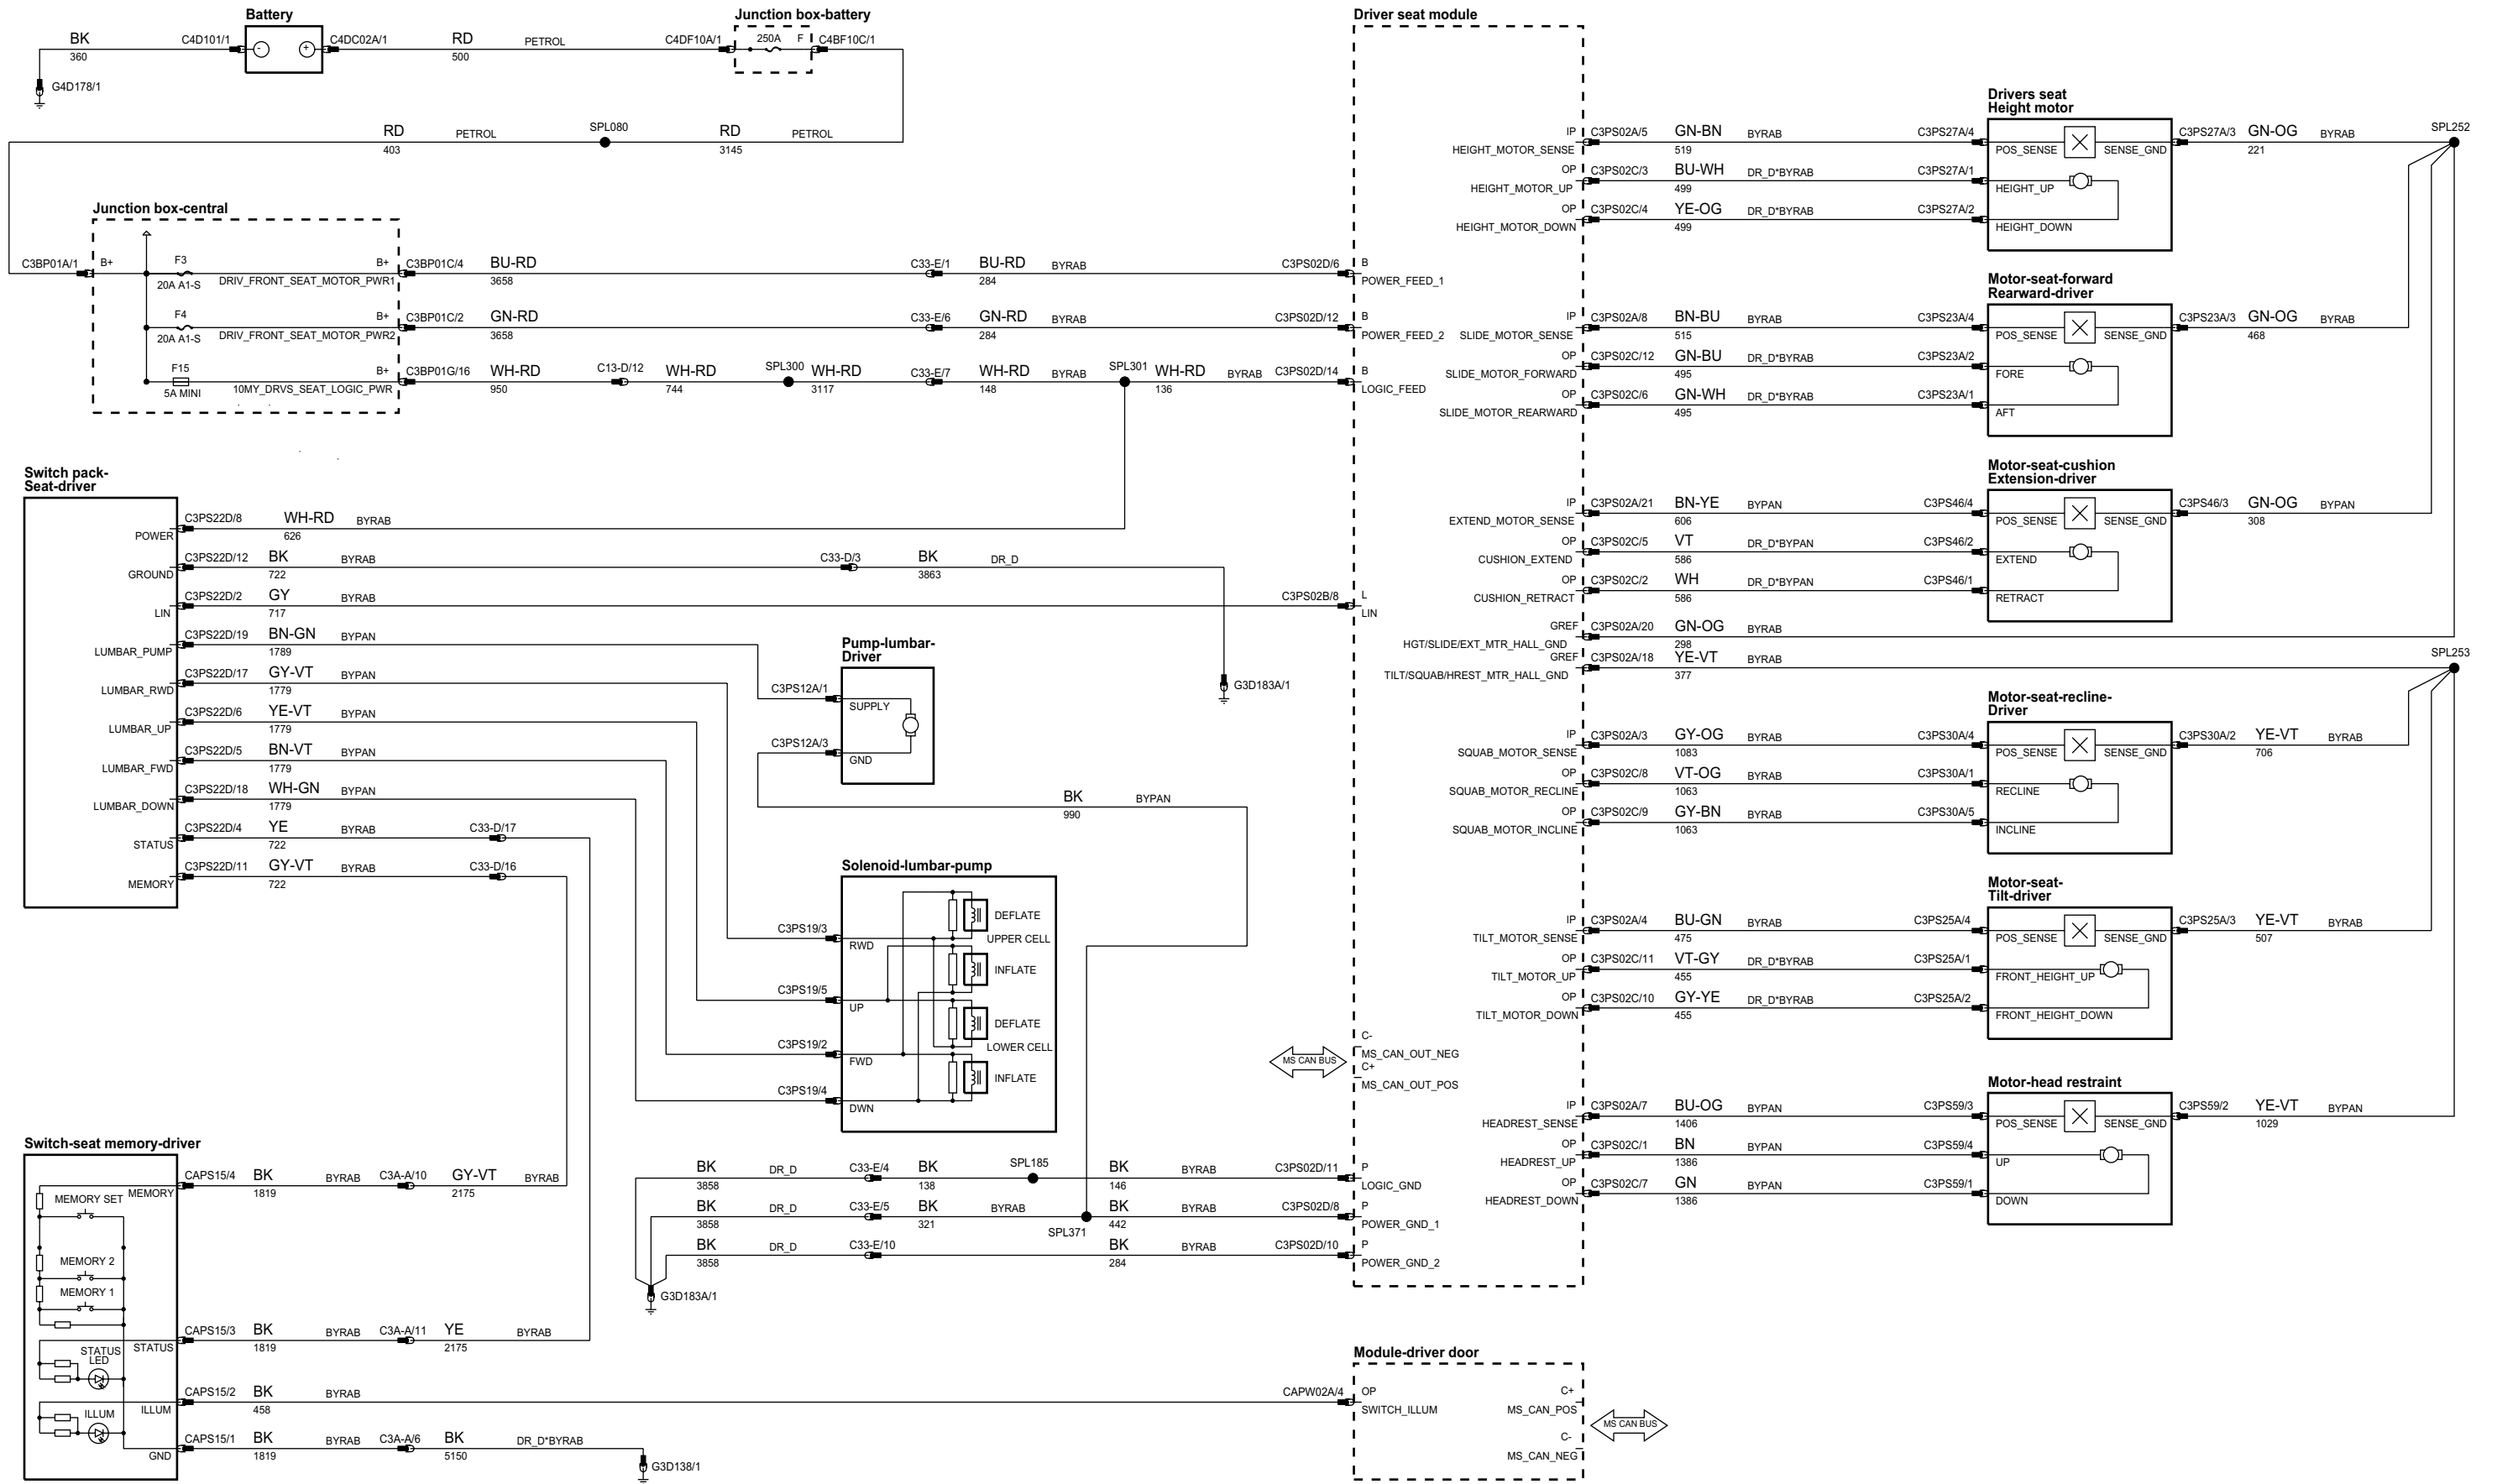 Battery
BK
360
C4D101/1
-
+
C4DC02A/1
RD
500
PETROL
G4D178/1
Junction box-battery
C4DF10A/1
250A
F
C4BF10C/1
RD
403
PETROL
SPL080
RD
3145
PETROL
Junction box-central
C3BP01A/1
B+
F3
20A A1-S
B+
DRIV_FRONT_SEAT_MOTOR_PWR1
C3BP01C/4
BU-RD
3658
C33-E/1
BU-RD
284
BYRAB
C3PS02D/6
F4
20A A1-S
B+
DRIV_FRONT_SEAT_MOTOR_PWR2
C3BP01C/2
GN-RD
3658
C33-E/6
GN-RD
284
BYRAB
C3PS02D/12
F15
5A MINI
B+
10MY_DRVS_SEAT_LOGIC_PWR
C3BP01G/16
WH-RD
950
C13-D/12
WH-RD
744
SPL300
WH-RD
3117
C33-E/7
WH-RD
148
BYRAB
SPL301
WH-RD
136
BYRAB
C3PS02D/14
Switch pack-
Seat-driver
POWER
C3PS22D/8
WH-RD
626
BYRAB
GROUND
C3PS22D/12
BK
722
BYRAB
C33-D/3
BK
3863
DR_D
G3D183A/1
LIN
C3PS22D/2
GY
717
BYRAB
C3PS02B/8
LUMBAR_PUMP
C3PS22D/19
BN-GN
1789
BYPAN
LUMBAR_RWD
C3PS22D/17
GY-VT
1779
BYPAN
LUMBAR_UP
C3PS22D/6
YE-VT
1779
BYPAN
LUMBAR_FWD
C3PS22D/5
BN-VT
1779
BYPAN
LUMBAR_DOWN
C3PS22D/18
WH-GN
1779
BYPAN
STATUS
C3PS22D/4
YE
722
BYRAB
C33-D/17
MEMORY
C3PS22D/11
GY-VT
722
BYRAB
C33-D/16
Pump-lumbar-
Driver
C3PS12A/1
SUPPLY
C3PS12A/3
GND
BK
990
BYPAN
Solenoid-lumbar-pump
C3PS19/3
RWD
C3PS19/5
UP
C3PS19/2
FWD
C3PS19/4
DWN
DEFLATE
UPPER CELL
INFLATE
DEFLATE
LOWER CELL
INFLATE
Switch-seat memory-driver
MEMORY
CAPS15/4
BK
1819
BYRAB
C3A-A/10
GY-VT
2175
BYRAB
MEMORY SET
MEMORY 2
MEMORY 1
STATUS
CAPS15/3
BK
1819
BYRAB
C3A-A/11
YE
2175
BYRAB
STATUS
LED
ILLUM
CAPS15/2
BK
458
BYRAB
CAPW02A/4
ILLUM
GND
CAPS15/1
BK
1819
BYRAB
C3A-A/6
BK
5150
DR_D*BYRAB
G3D138/1
BK
3858
DR_D
C33-E/4
BK
138
SPL185
BK
146
BYRAB
C3PS02D/11
BK
3858
DR_D
C33-E/5
BK
321
BYRAB
SPL371
BK
442
BYRAB
C3PS02D/8
BK
3858
DR_D
C33-E/10
BK
284
BYRAB
C3PS02D/10
G3D183A/1
Driver seat module
B
POWER_FEED_1
B
POWER_FEED_2
B
LOGIC_FEED
L
LIN
MS CAN BUS
C-
MS_CAN_OUT_NEG
C+
MS_CAN_OUT_POS
P
LOGIC_GND
P
POWER_GND_1
P
POWER_GND_2
IP
HEIGHT_MOTOR_SENSE
C3PS02A/5
GN-BN
519
BYRAB
C3PS27A/4
OP
HEIGHT_MOTOR_UP
C3PS02C/3
BU-WH
499
DR_D*BYRAB
C3PS27A/1
OP
HEIGHT_MOTOR_DOWN
C3PS02C/4
YE-OG
499
DR_D*BYRAB
C3PS27A/2
Drivers seat
Height motor
POS_SENSE
SENSE_GND
HEIGHT_UP
HEIGHT_DOWN
C3PS27A/3
GN-OG
221
BYRAB
SPL252
IP
SLIDE_MOTOR_SENSE
C3PS02A/8
BN-BU
515
BYRAB
C3PS23A/4
OP
SLIDE_MOTOR_FORWARD
C3PS02C/12
GN-BU
495
DR_D*BYRAB
C3PS23A/2
OP
SLIDE_MOTOR_REARWARD
C3PS02C/6
GN-WH
495
DR_D*BYRAB
C3PS23A/1
Motor-seat-forward
Rearward-driver
POS_SENSE
SENSE_GND
FORE
AFT
C3PS23A/3
GN-OG
468
BYRAB
IP
EXTEND_MOTOR_SENSE
C3PS02A/21
BN-YE
606
BYPAN
C3PS46/4
OP
CUSHION_EXTEND
C3PS02C/5
VT
586
DR_D*BYPAN
C3PS46/2
OP
CUSHION_RETRACT
C3PS02C/2
WH
586
DR_D*BYPAN
C3PS46/1
Motor-seat-cushion
Extension-driver
POS_SENSE
SENSE_GND
EXTEND
RETRACT
C3PS46/3
GN-OG
308
BYPAN
GREF
HGT/SLIDE/EXT_MTR_HALL_GND
C3PS02A/20
GN-OG
298
BYRAB
GREF
TILT/SQUAB/HREST_MTR_HALL_GND
C3PS02A/18
YE-VT
377
BYRAB
SPL253
IP
SQUAB_MOTOR_SENSE
C3PS02A/3
GY-OG
1083
BYRAB
C3PS30A/4
OP
SQUAB_MOTOR_RECLINE
C3PS02C/8
VT-OG
1063
BYRAB
C3PS30A/1
OP
SQUAB_MOTOR_INCLINE
C3PS02C/9
GY-BN
1063
BYRAB
C3PS30A/5
Motor-seat-recline-
Driver
POS_SENSE
SENSE_GND
RECLINE
INCLINE
C3PS30A/2
YE-VT
706
BYRAB
IP
TILT_MOTOR_SENSE
C3PS02A/4
BU-GN
475
BYRAB
C3PS25A/4
OP
TILT_MOTOR_UP
C3PS02C/11
VT-GY
455
DR_D*BYRAB
C3PS25A/1
OP
TILT_MOTOR_DOWN
C3PS02C/10
GY-YE
455
DR_D*BYRAB
C3PS25A/2
Motor-seat-
Tilt-driver
POS_SENSE
SENSE_GND
FRONT_HEIGHT_UP
FRONT_HEIGHT_DOWN
C3PS25A/3
YE-VT
507
BYRAB
IP
HEADREST_SENSE
C3PS02A/7
BU-OG
1406
BYPAN
C3PS59/3
OP
HEADREST_UP
C3PS02C/1
BN
1386
BYPAN
C3PS59/4
OP
HEADREST_DOWN
C3PS02C/7
GN
1386
BYPAN
C3PS59/1
Motor-head restraint
POS_SENSE
SENSE_GND
UP
DOWN
C3PS59/2
YE-VT
1029
BYPAN
Module-driver door
OP
SWITCH_ILLUM
C+
MS_CAN_POS
C-
MS_CAN_NEG
MS CAN BUS